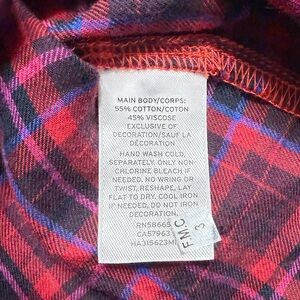 MAIN BODY/CORPS:
55% COTTON/COTON
45% VISCOSE
EXCLUSIVE OF
DECORATION/SAUF LA
DÉCORATION
HAND WASH COLD,
SEPARATELY. ONLY NON-
CHLORINE BLEACH IF
NEEDED. NO WRING OR
TWIST, RESHAPE, LAY
FLAT TO DRY. COOL IRON
IF NEEDED, DO NOT IRON
DECORATION.
RN58665
CA57963
HA315623MI
FMC
3